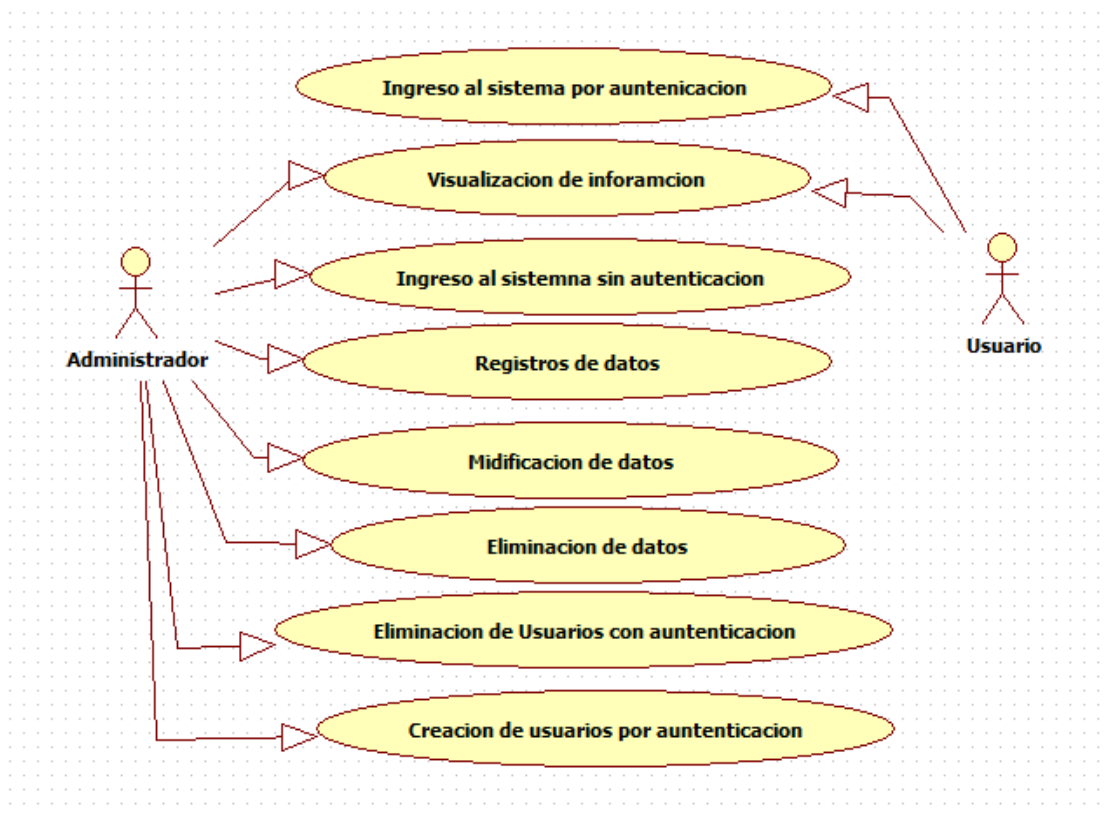 Ingreso al sistema por auntenicacion
Visualizacion de inforamcion
Ingreso al sistemna sin autenticacion
Administrador
Usuario
Registros de datos
Midificacion de datos
Eliminacion de datos
Eliminacion de Usuarios con auntenticacion
Creacion de usuarios por auntenticacion